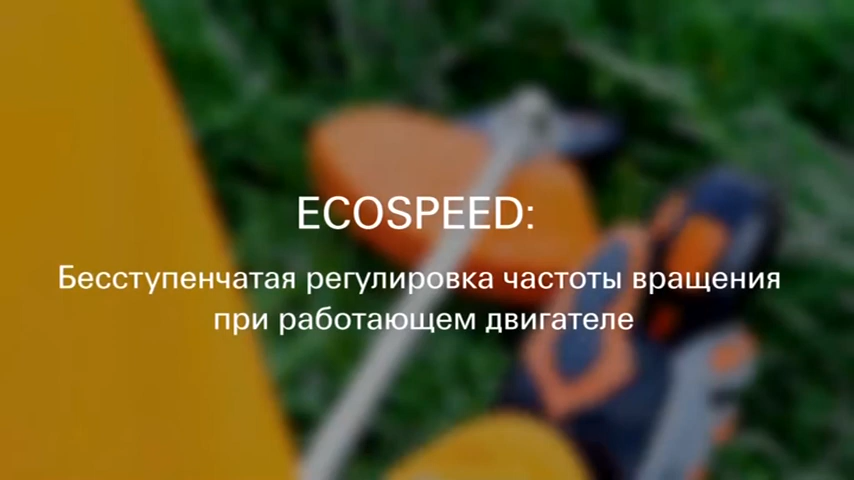 ECOSPEED:
Бесступенчатая регулировка частоты вращения
при работающем двигателе